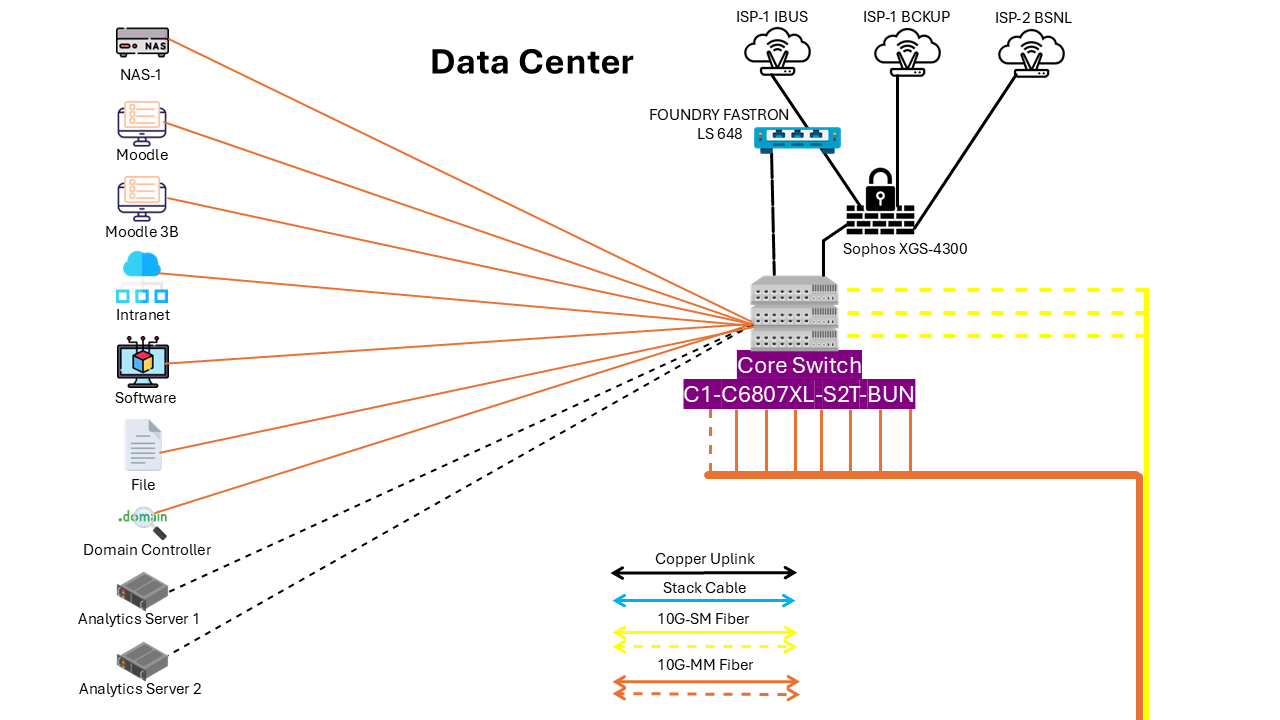 ISP-1 IBUS
ISP-1 BCKUP
ISP-2 BSNL
Data Center
NAS
NAS-1
FOUNDRY FASTRON
LS 648
Moodle
Moodle 3B
Sophos XGS-4300
Intranet
Software
Core Switch
C1-C6807XL-S2T-BUN
File
.domain
Domain Controller
Analytics Server 1
Analytics Server 2
Copper Uplink
Stack Cable
10G-SM Fiber
10G-MM Fiber